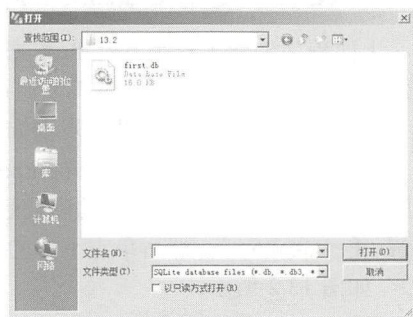 打开
查找范围(I):
13.2
first.db
Data Base File
16.0 KB
最近访问的位置
桌面
库
计算机
网络
文件名(N):
打开(O)
文件类型(T):
SQLite database files (*.db, *.db3, *
取消
以只读方式打开(R)